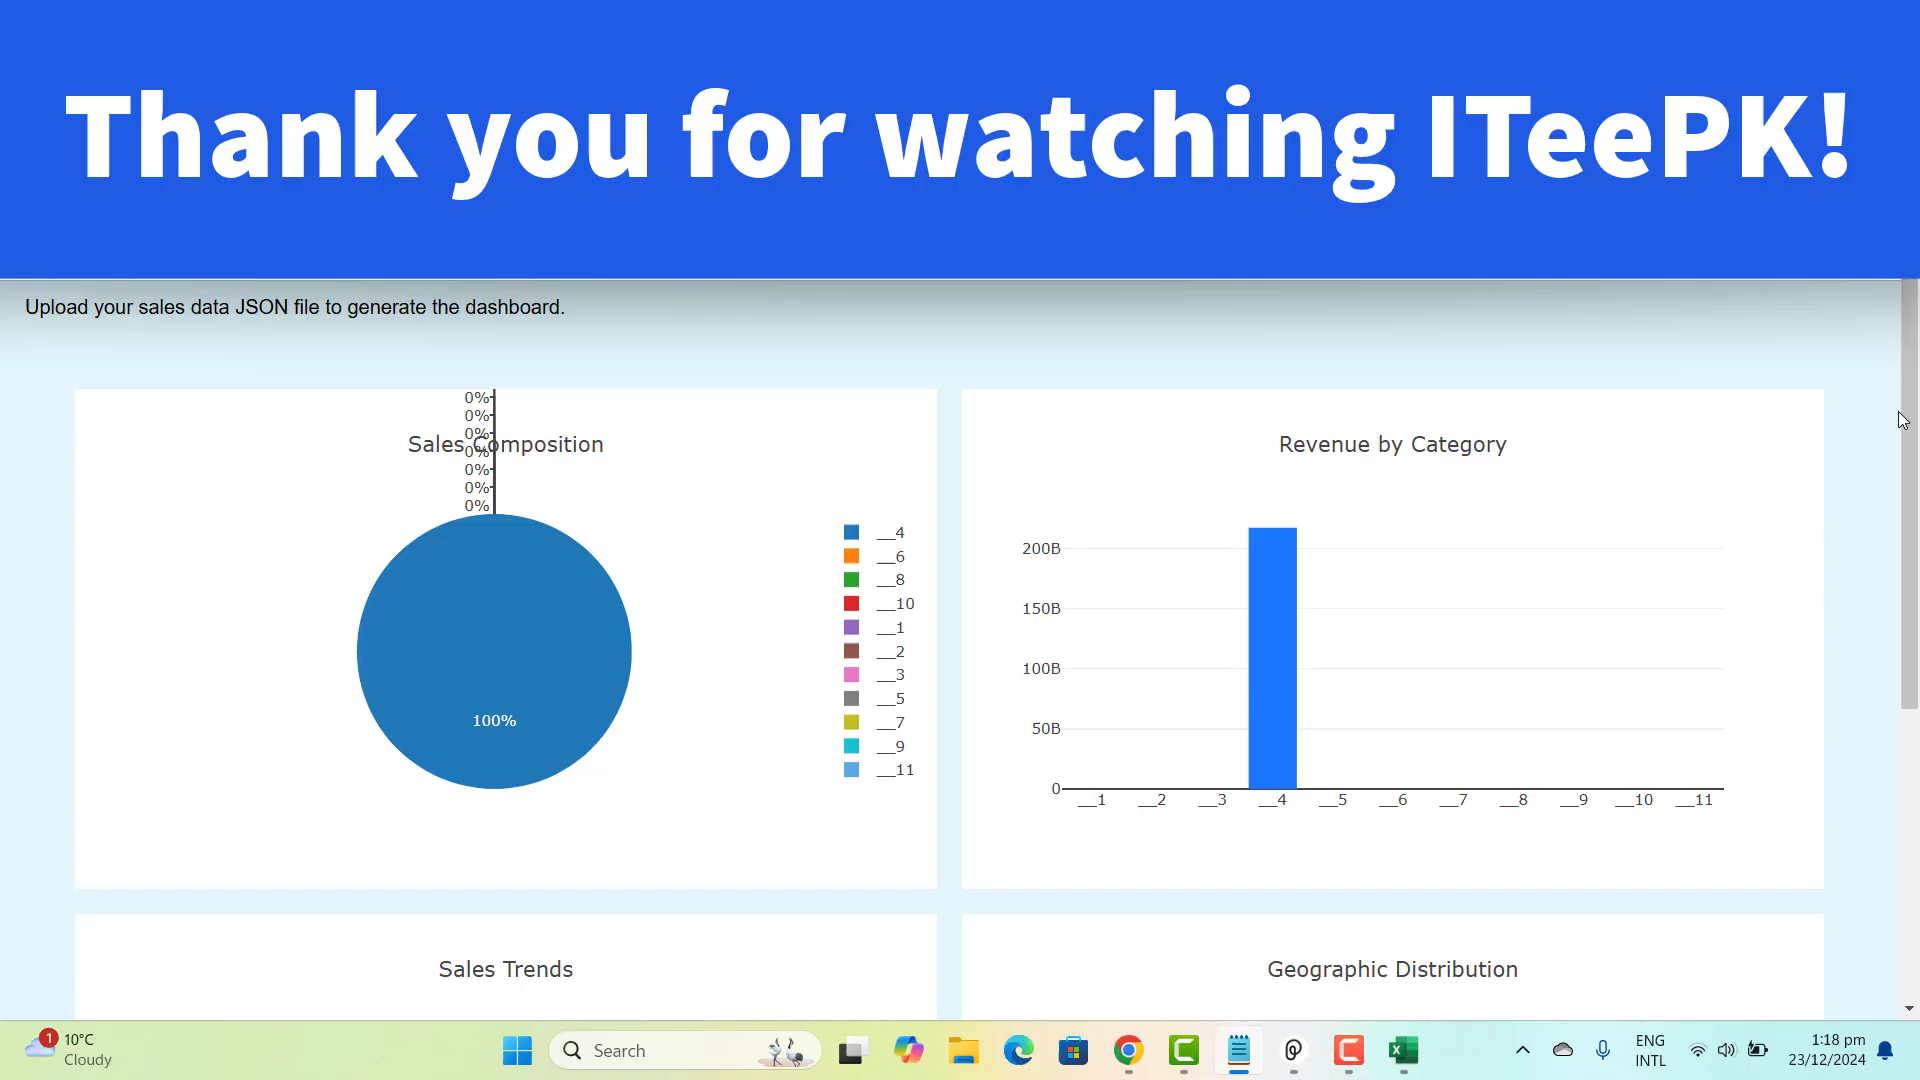 Thank you for watching ITeePK!
Upload your sales data JSON file to generate the dashboard.
Sales Composition
0%
0%
0%
0%
0%
0%
0%
100%
__4
__6
__8
__10
__1
__2
__3
__5
__7
__9
__11
Revenue by Category
200B
150B
100B
50B
0
__1 __2 __3 __4 __5 __6 __7 __8 __9 __10 __11
Sales Trends
Geographic Distribution
1
10°C
Cloudy
Search
ENG
INTL
1:18 pm
23/12/2024